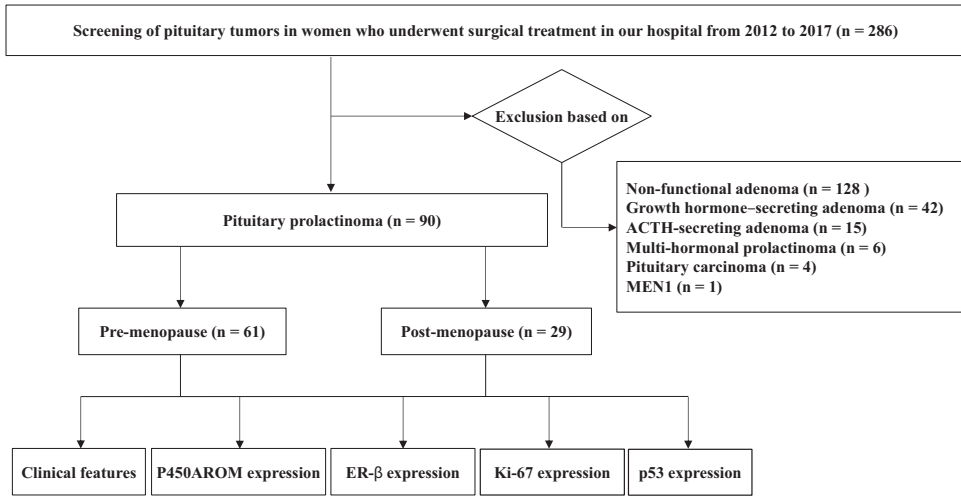 Screening of pituitary tumors in women who underwent surgical treatment in our hospital from 2012 to 2017 (n = 286)
Exclusion based on
Non-functional adenoma (n = 128 )
Growth hormone–secreting adenoma (n = 42)
ACTH-secreting adenoma (n = 15)
Multi-hormonal prolactinoma (n = 6)
Pituitary carcinoma (n = 4)
MEN1 (n = 1)
Pituitary prolactinoma (n = 90)
Pre-menopause (n = 61)
Post-menopause (n = 29)
Clinical features
P450AROM expression
ER-β expression
Ki-67 expression
p53 expression